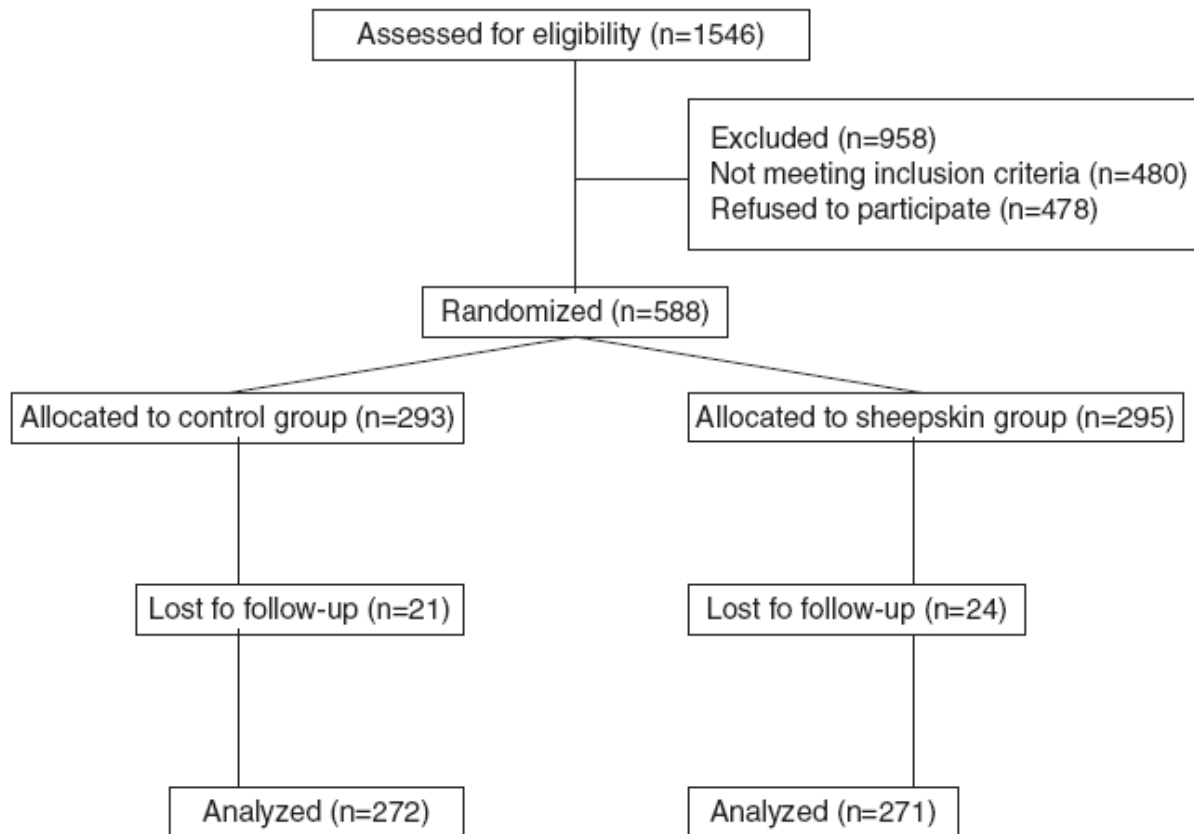 Assessed for eligibility (n=1546)
Excluded (n=958)
Not meeting inclusion criteria (n=480)
Refused to participate (n=478)
Randomized (n=588)
Allocated to control group (n=293)
Allocated to sheepskin group (n=295)
Lost fo follow-up (n=21)
Lost fo follow-up (n=24)
Analyzed (n=272)
Analyzed (n=271)